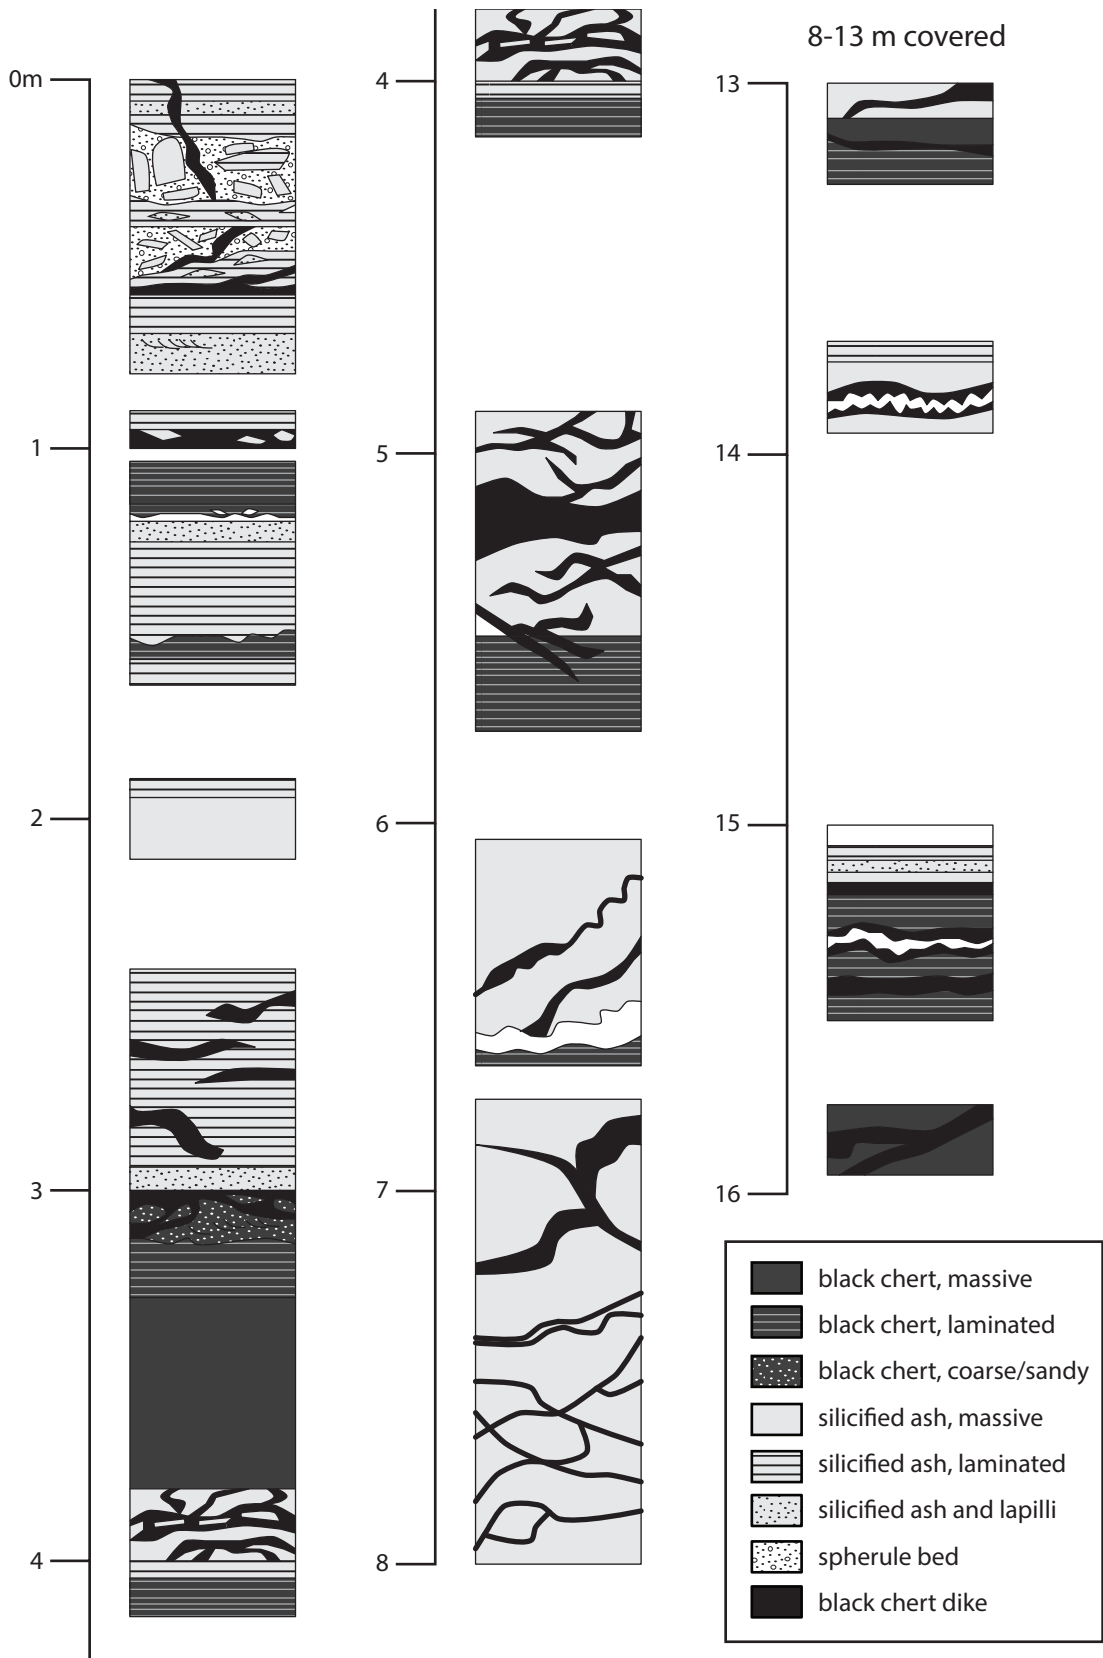 0m
1
2
3
4
4
5
6
7
8
8-13 m covered
13
14
15
16
black chert, massive
black chert, laminated
black chert, coarse/sandy
silicified ash, massive
silicified ash, laminated
silicified ash and lapilli
spherule bed
black chert dike